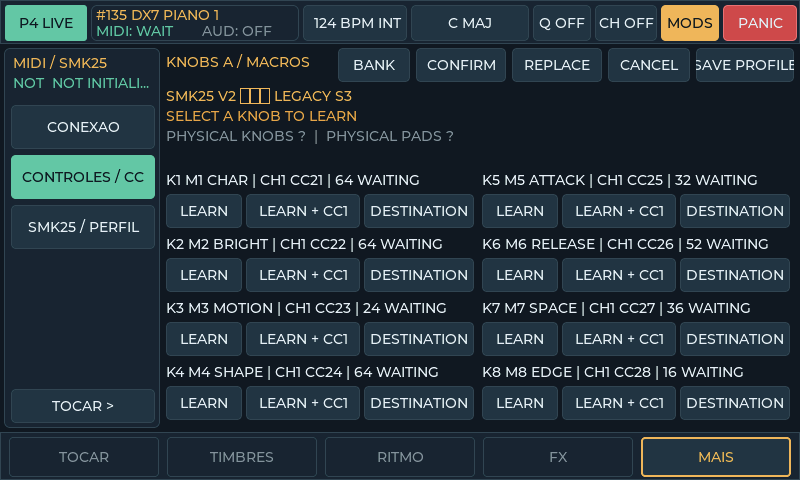 P4 LIVE
#135 DX7 PIANO 1
MIDI: WAIT AUD: OFF
124 BPM INT
C MAJ
Q OFF
CH OFF
MODS
PANIC
MIDI / SMK25
NOT NOT INITIALI...
CONEXAO
CONTROLES / CC
SMK25 / PERFIL
TOCAR >
KNOBS A / MACROS
BANK
CONFIRM
REPLACE
CANCEL
SAVE PROFILE
SMK25 V2 □□□ LEGACY S3
SELECT A KNOB TO LEARN
PHYSICAL KNOBS ? | PHYSICAL PADS ?
K1 M1 CHAR | CH1 CC21 | 64 WAITING
LEARN LEARN + CC1 DESTINATION
K5 M5 ATTACK | CH1 CC25 | 32 WAITING
LEARN LEARN + CC1 DESTINATION
K2 M2 BRIGHT | CH1 CC22 | 64 WAITING
LEARN LEARN + CC1 DESTINATION
K6 M6 RELEASE | CH1 CC26 | 52 WAITING
LEARN LEARN + CC1 DESTINATION
K3 M3 MOTION | CH1 CC23 | 24 WAITING
LEARN LEARN + CC1 DESTINATION
K7 M7 SPACE | CH1 CC27 | 36 WAITING
LEARN LEARN + CC1 DESTINATION
K4 M4 SHAPE | CH1 CC24 | 64 WAITING
LEARN LEARN + CC1 DESTINATION
K8 M8 EDGE | CH1 CC28 | 16 WAITING
LEARN LEARN + CC1 DESTINATION
TOCAR
TIMBRES
RITMO
FX
MAIS